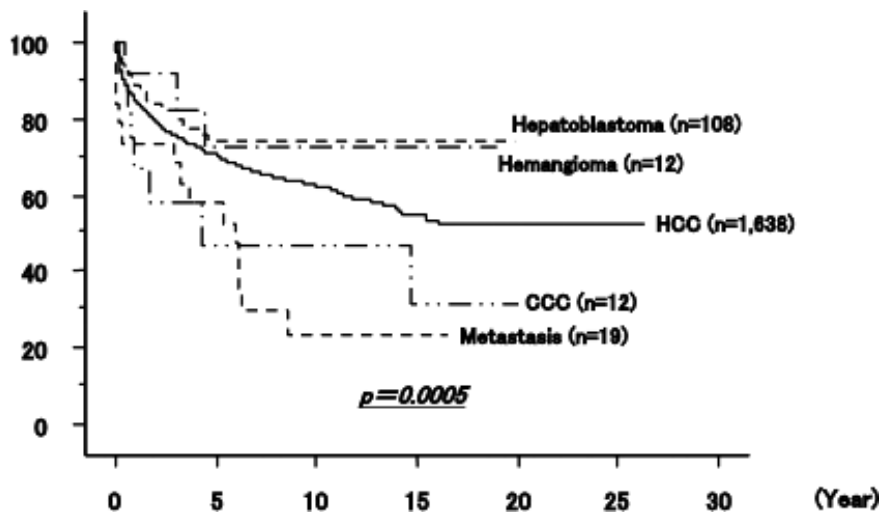 100
80
60
40
20
0
Hepatoblastoma (n=108)
Hemangioma (n=12)
HCC (n=1,638)
CCC (n=12)
Metastasis (n=19)
p=0.0005
0 5 10 15 20 25 30 (Year)